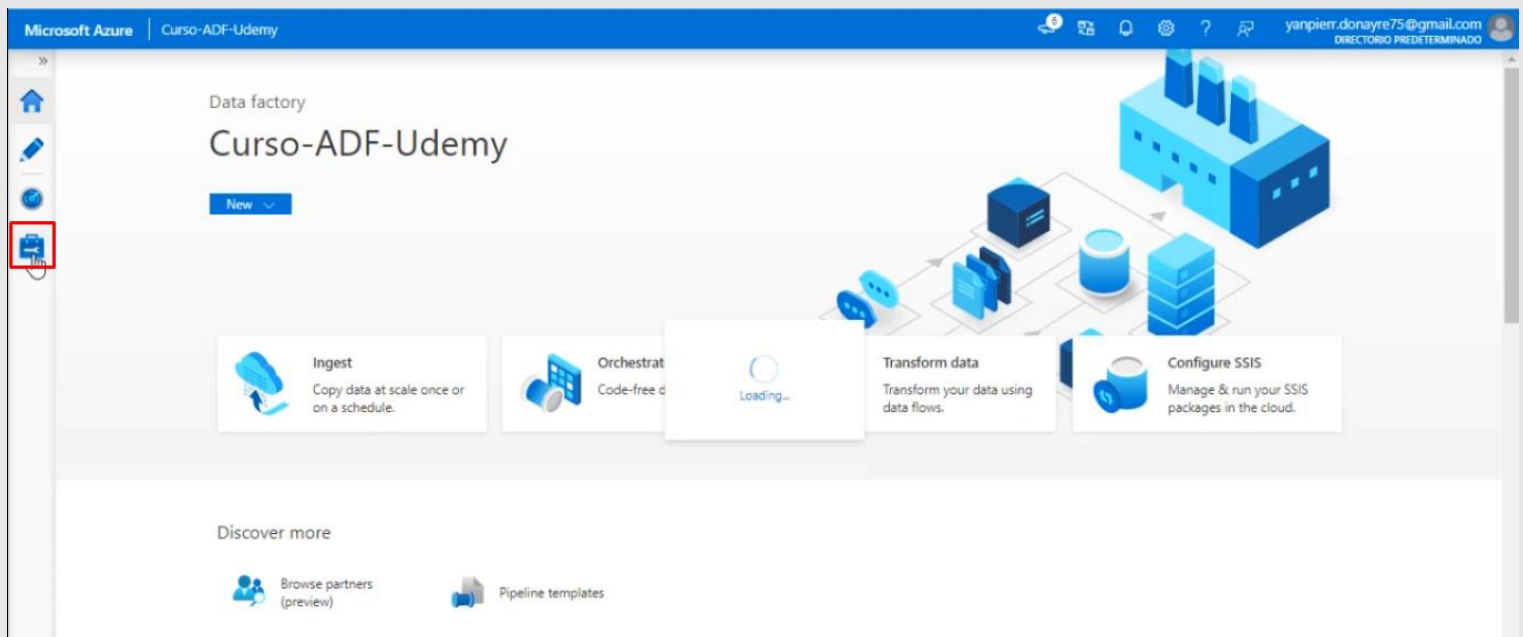 Microsoft Azure
Curso-ADF-Udemy
6
yanpierr.donayre75@gmail.com
DIRECTORIO PREDETERMINADO
»
Data factory
Curso-ADF-Udemy
New
Ingest
Copy data at scale once or
on a schedule.
Orchestrat
Code-free d
Loading...
Transform data
Transform your data using
data flows.
Configure SSIS
Manage & run your SSIS
packages in the cloud.
Discover more
Browse partners
(preview)
Pipeline templates